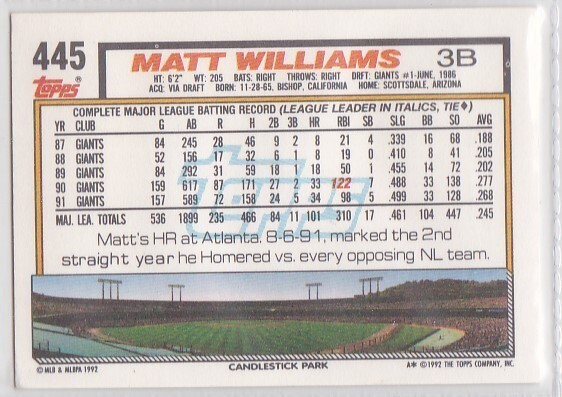 445 MATT WILLIAMS 3B
Topps HT: 6'2" WT: 205 BATS: RIGHT THROWS: RIGHT DRFT: GIANTS #1-JUNE, 1986
ACQ: VIA DRAFT BORN: 11-28-65, BISHOP, CALIFORNIA HOME: SCOTTSDALE, ARIZONA
COMPLETE MAJOR LEAGUE BATTING RECORD (LEAGUE LEADER IN ITALICS, TIE♦)
YR CLUB G AB R H 2B 3B HR RBI SB SLG BB SO AVG
87 GIANTS 84 245 28 46 9 2 8 21 4 .339 16 68 .188
88 GIANTS 52 156 17 32 6 1 8 19 0 .410 8 41 .205
89 GIANTS 84 292 31 59 18 1 18 50 1 .455 14 72 .202
90 GIANTS 159 617 87 171 27 2 33 122 7 .488 33 138 .277
91 GIANTS 157 589 72 158 24 5 34 98 5 .499 33 128 .268
MAJ. LEA. TOTALS 536 1899 235 466 84 11 101 310 17 .461 104 447 .245
Topps
Matt's HR at Atlanta, 8-6-91, marked the 2nd
straight year he Homered vs. every opposing NL team.
© MLB & MLBPA 1992 CANDLESTICK PARK A* ©1992 THE TOPPS COMPANY, INC.